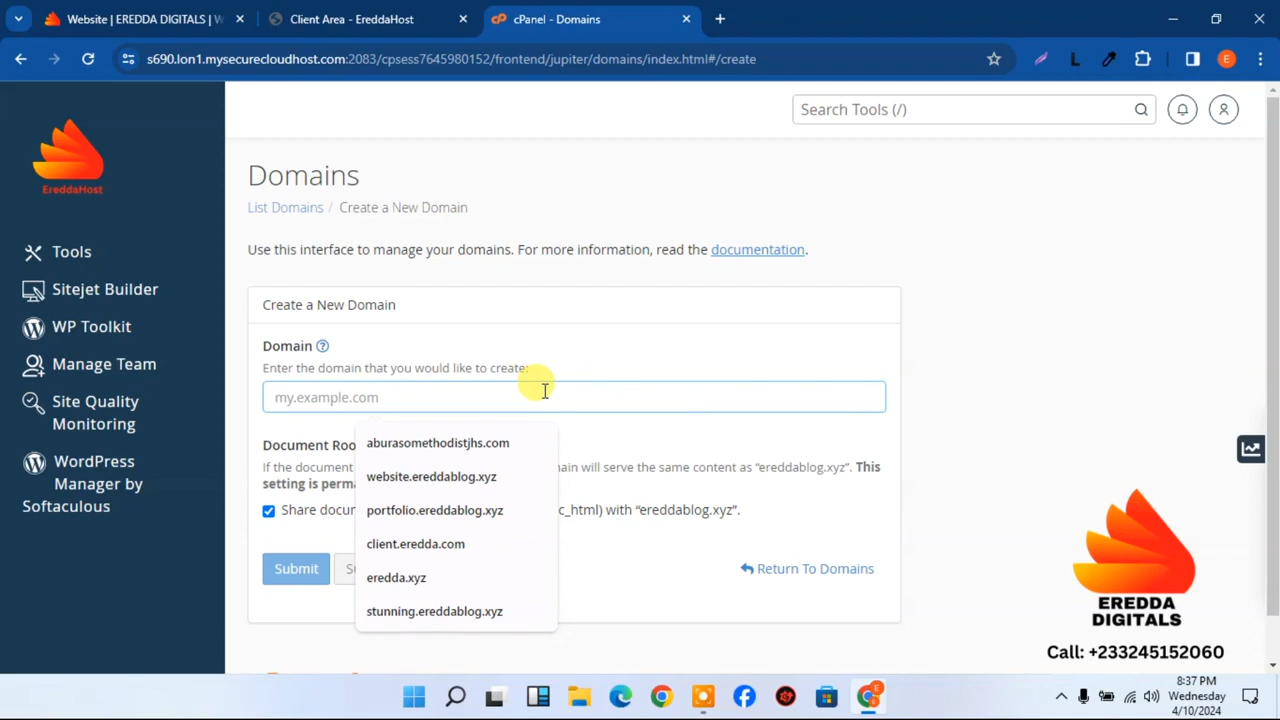 Website | EREDDA DIGITALS | W
Client Area - EreddaHost
cPanel - Domains
s690.lon1.mysecurecloudhost.com:2083/cpsess7645980152/frontend/jupiter/domains/index.html#/create
E
EreddaHost
Search Tools (/)
Tools
Sitejet Builder
WP Toolkit
Manage Team
Site Quality
Monitoring
WordPress
Manager by
Softaculous
Domains
List Domains / Create a New Domain
Use this interface to manage your domains. For more information, read the documentation.
Create a New Domain
Domain
Enter the domain that you would like to create:
my.example.com
aburasomethodistjhs.com
website.ereddablog.xyz
portfolio.ereddablog.xyz
client.eredda.com
eredda.xyz
stunning.ereddablog.xyz
Document Roo
If the document main will serve the same content as “ereddablog.xyz”. This
setting is perma
Share docum c_html) with “ereddablog.xyz”.
Submit
Su
Return To Domains
EREDDA
DIGITALS
Call: +233245152060
E
8:37 PM
Wednesday
4/10/2024